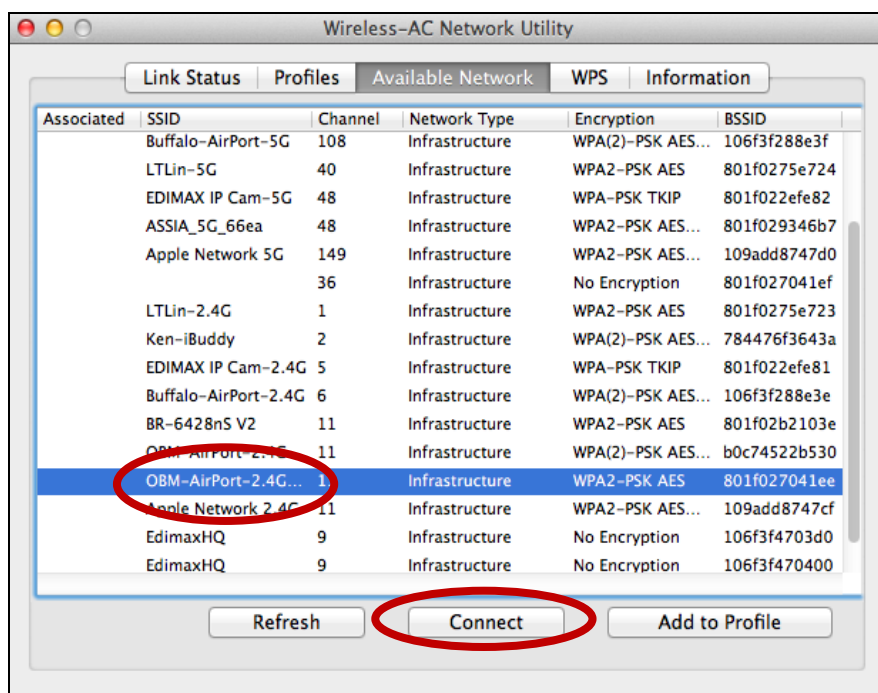 Wireless-AC Network Utility
Link Status Profiles Available Network WPS Information
Associated SSID Channel Network Type Encryption BSSID
Buffalo-AirPort-5G 108 Infrastructure WPA(2)-PSK AES... 106f3f288e3f
LTLin-5G 40 Infrastructure WPA2-PSK AES 801f0275e724
EDIMAX IP Cam-5G 48 Infrastructure WPA-PSK TKIP 801f022efe82
ASSIA_5G_66ea 48 Infrastructure WPA2-PSK AES... 801f029346b7
Apple Network 5G 149 Infrastructure WPA2-PSK AES... 109add8747d0
36 Infrastructure No Encryption 801f027041ef
LTLin-2.4G 1 Infrastructure WPA2-PSK AES 801f0275e723
Ken-iBuddy 2 Infrastructure WPA(2)-PSK AES... 784476f3643a
EDIMAX IP Cam-2.4G 5 Infrastructure WPA-PSK TKIP 801f022efe81
Buffalo-AirPort-2.4G 6 Infrastructure WPA(2)-PSK AES... 106f3f288e3e
BR-6428nS V2 11 Infrastructure WPA2-PSK AES 801f02b2103e
OBM-AirPort-2.4G 11 Infrastructure WPA(2)-PSK AES... b0c74522b530
OBM-AirPort-2.4G... Infrastructure WPA2-PSK AES 801f027041ee
Apple Network 2.4G 11 Infrastructure WPA2-PSK AES... 109add8747cf
EdimaxHQ 9 Infrastructure No Encryption 106f3f4703d0
EdimaxHQ 9 Infrastructure No Encryption 106f3f470400
Refresh Connect Add to Profile